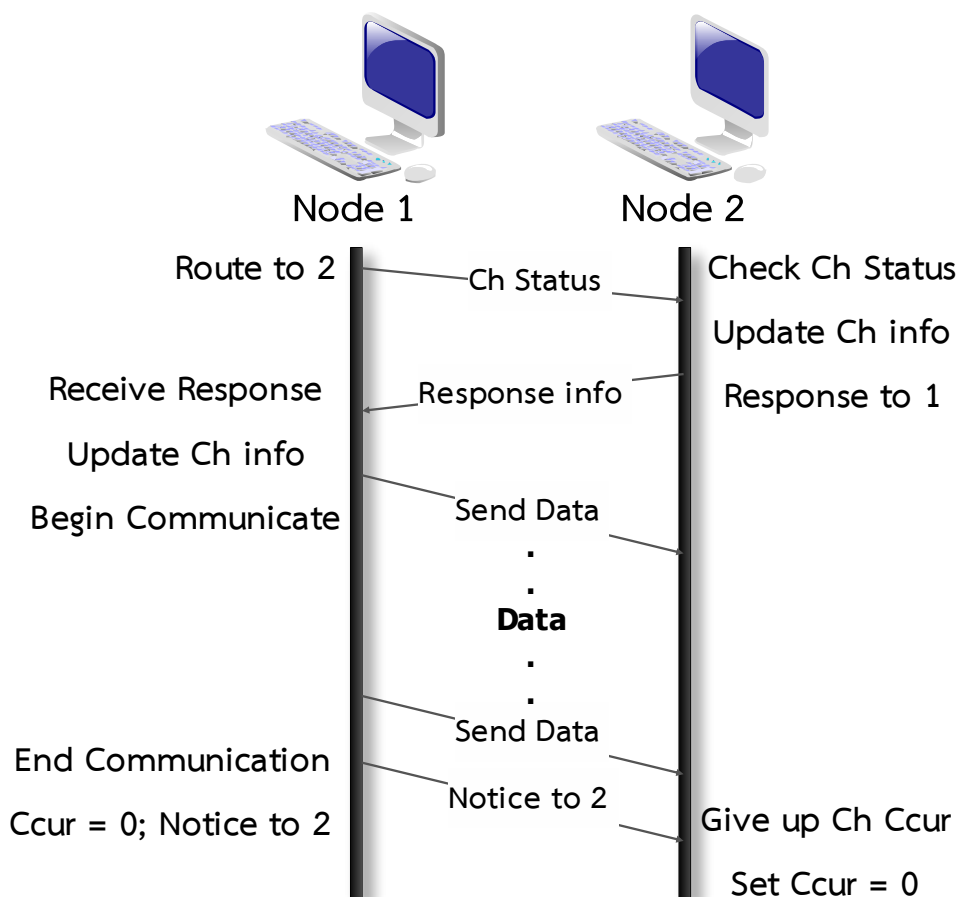 Node 1
Node 2
Route to 2
Ch Status
Check Ch Status
Update Ch info
Receive Response
Response info
Response to 1
Update Ch info
Begin Communicate
Send Data
.
.
Data
.
.
Send Data
End Communication
Notice to 2
Ccur = 0; Notice to 2
Give up Ch Ccur
Set Ccur = 0